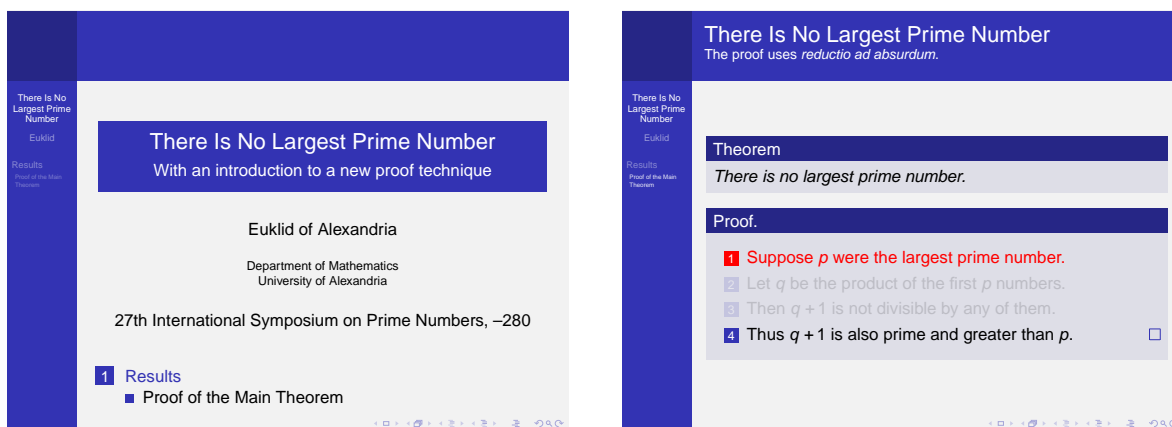 There Is No
Largest Prime
Number
Euklid
Results
Proof of the Main
Theorem
There Is No Largest Prime Number
With an introduction to a new proof technique
Euklid of Alexandria
Department of Mathematics
University of Alexandria
27th International Symposium on Prime Numbers, –280
1 Results
Proof of the Main Theorem
There Is No Largest Prime Number
The proof uses reductio ad absurdum.
There Is No
Largest Prime
Number
Euklid
Results
Proof of the Main
Theorem
Theorem
There is no largest prime number.
Proof.
1 Suppose p were the largest prime number.
2 Let q be the product of the first p numbers.
3 Then q + 1 is not divisible by any of them.
4 Thus q + 1 is also prime and greater than p. □